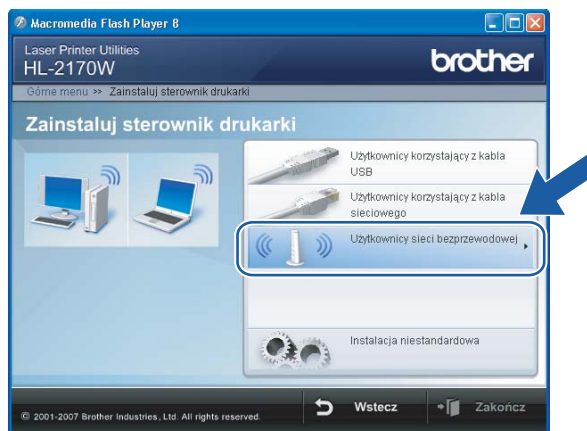 Macromedia Flash Player 8
Laser Printer Utilities
HL-2170W
brother
Górne menu >> Zainstaluj sterownik drukarki
Zainstaluj sterownik drukarki
Użytkownicy korzystający z kabla
USB
Użytkownicy korzystający z kabla
sieciowego
Użytkownicy sieci bezprzewodowej
Instalacja niestandardowa
© 2001-2007 Brother Industries, Ltd. All rights reserved.
Wstecz
Zakończ